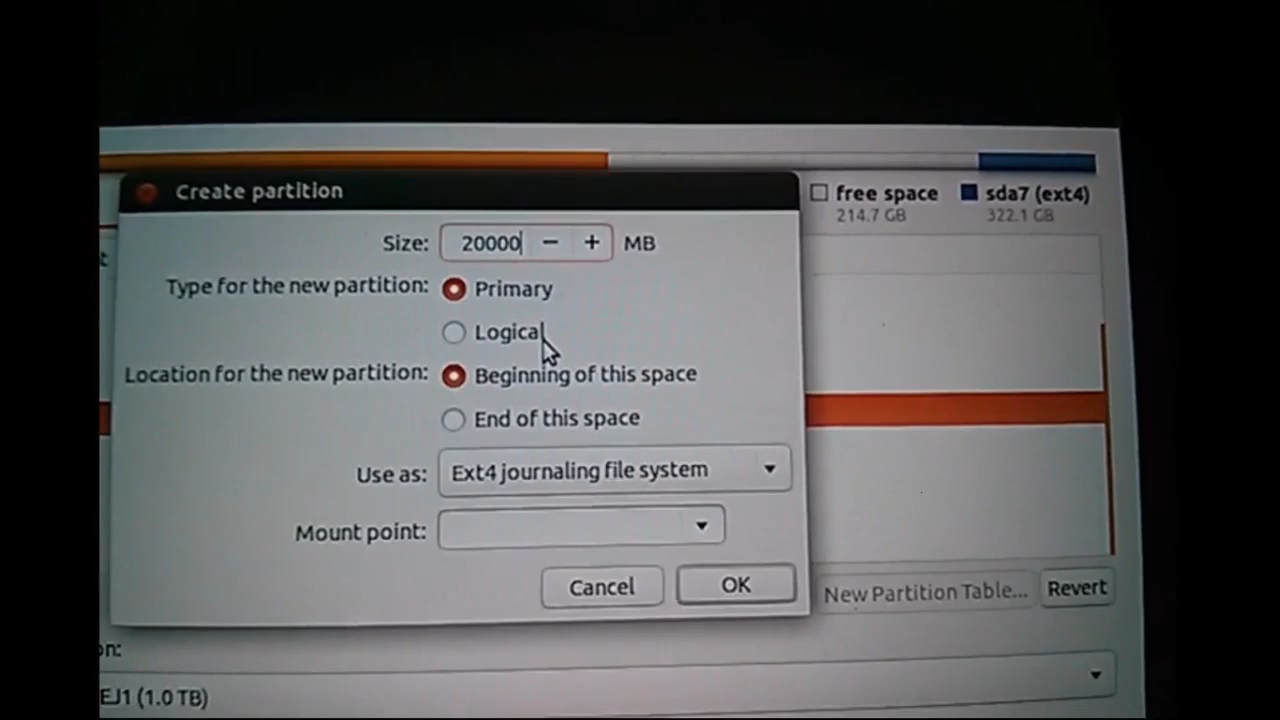 Create partition
free space
sda7 (ext4)
214.7 GB
322.1 GB
Size: 20000 − + MB
Type for the new partition: Primary
Logical
Location for the new partition: Beginning of this space
End of this space
Use as: Ext4 journaling file system
Mount point:
Cancel OK
New Partition Table... Revert
on:
EJ1 (1.0 TB)